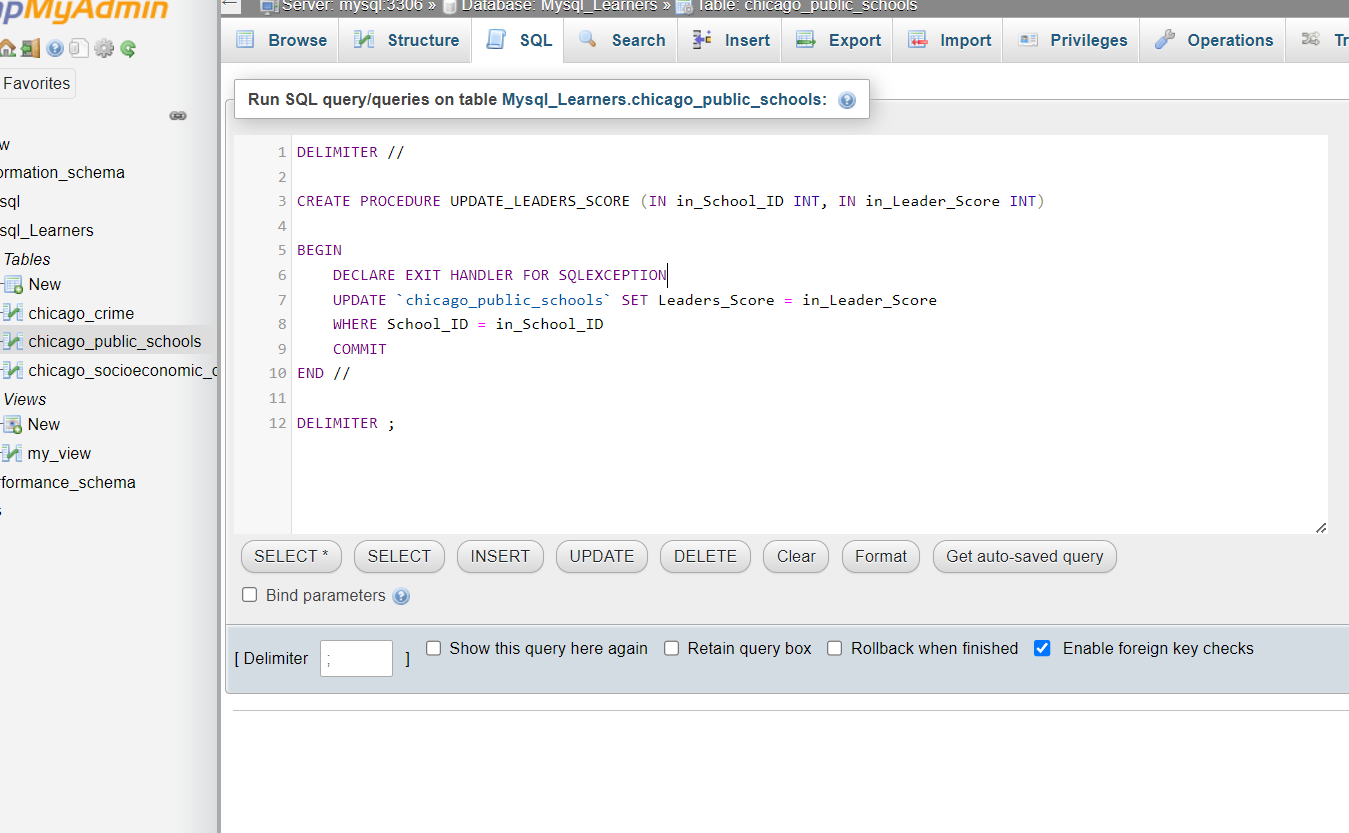 npMyAdmin
Server: mysql:3306 » Database: Mysql_Learners » Table: chicago_public_schools
Browse Structure SQL Search Insert Export Import Privileges Operations Tr
Favorites
w
ormation_schema
sql
sql_Learners
Tables
New
chicago_crime
chicago_public_schools
chicago_socioeconomic_c
Views
New
my_view
rformance_schema
s
Run SQL query/queries on table Mysql_Learners.chicago_public_schools:
1 DELIMITER //
2
3 CREATE PROCEDURE UPDATE_LEADERS_SCORE (IN in_School_ID INT, IN in_Leader_Score INT)
4
5 BEGIN
6 DECLARE EXIT HANDLER FOR SQLEXCEPTION
7 UPDATE `chicago_public_schools` SET Leaders_Score = in_Leader_Score
8 WHERE School_ID = in_School_ID
9 COMMIT
10 END //
11
12 DELIMITER ;
SELECT * SELECT INSERT UPDATE DELETE Clear Format Get auto-saved query
Bind parameters
[ Delimiter ; ] Show this query here again Retain query box Rollback when finished Enable foreign key checks